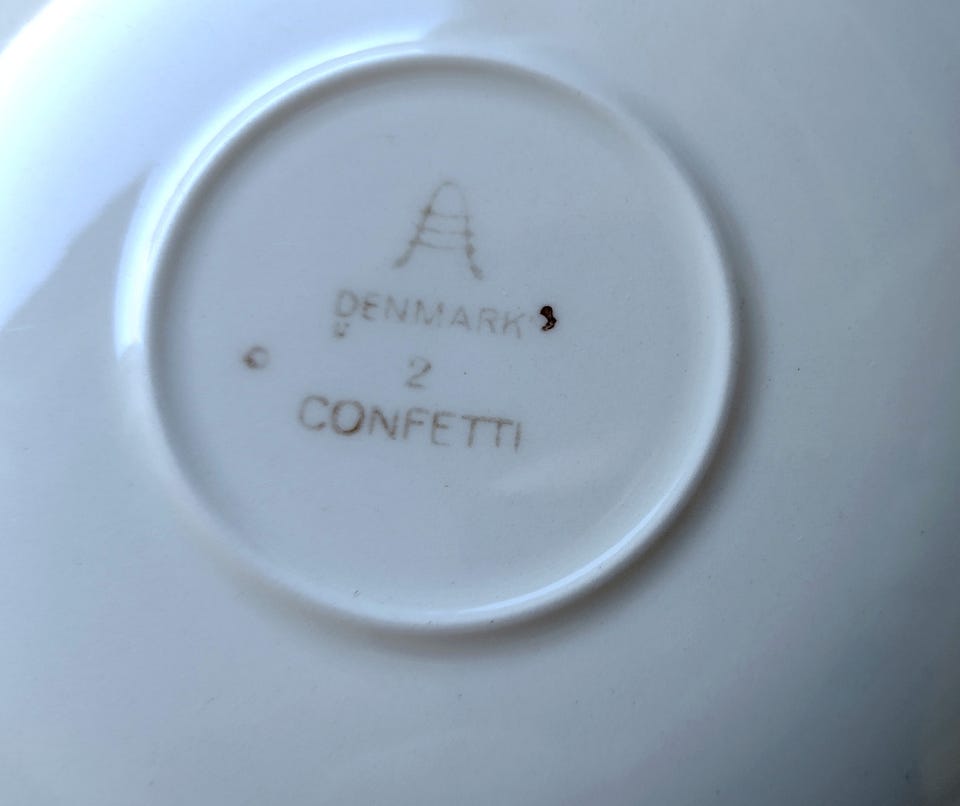 A
DENMARK
2
CONFETTI